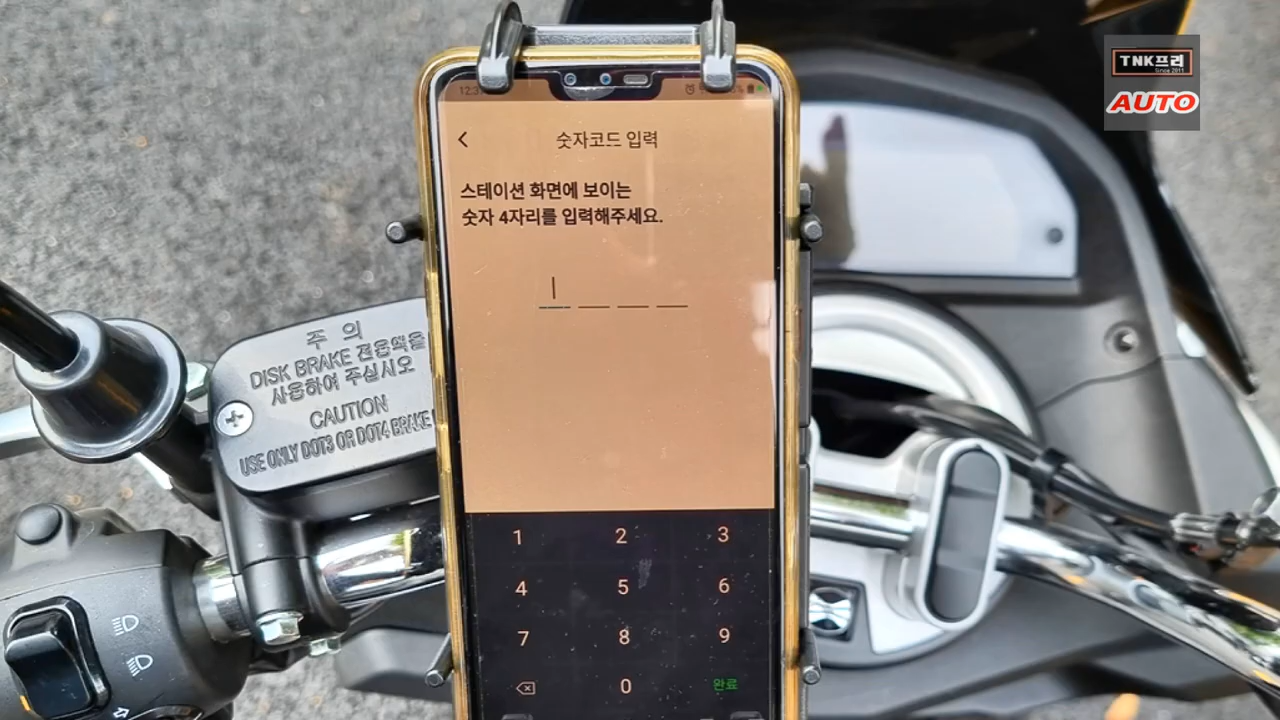 TNK프리
Since 2011
AUTO
숫자코드 입력
스테이션 화면에 보이는
숫자 4자리를 입력해주세요.
주 의
DISK BRAKE 전용액을
사용하여 주십시오
CAUTION
USE ONLY DOT3 OR DOT4 BRAKE
1 2 3
4 5 6
7 8 9
0 완료